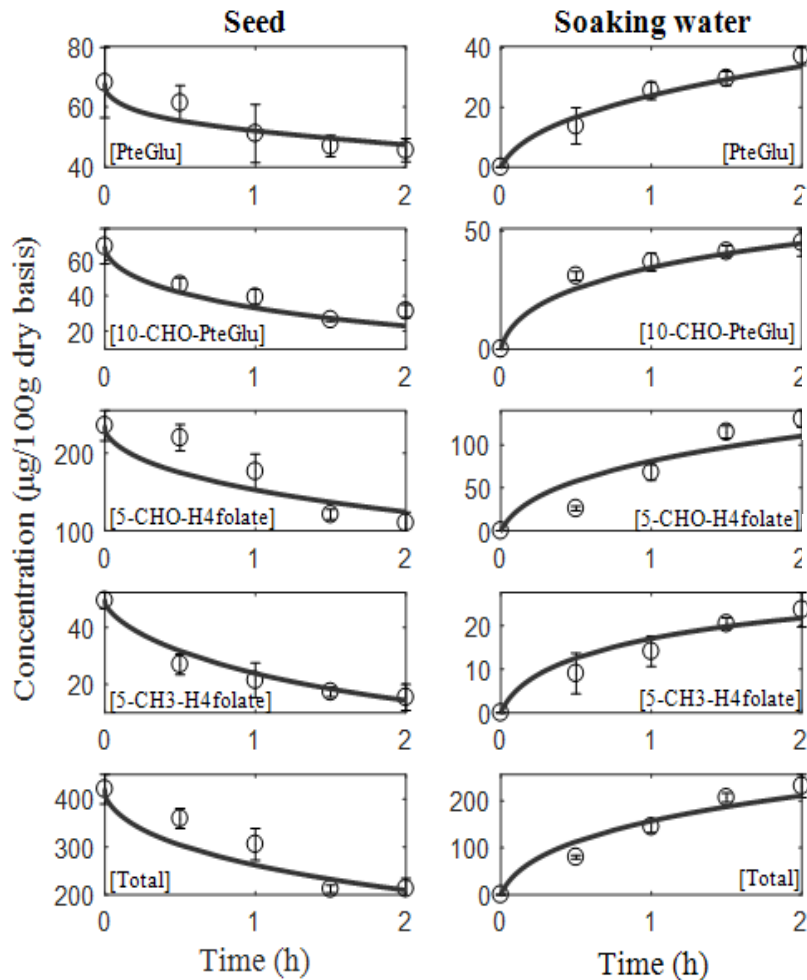 Seed
Soaking water
Concentration (μg/100g dry basis)
80
60
40
[PteGlu]
0 1 2
40
20
0
[PteGlu]
0 1 2
60
40
20
[10-CHO-PteGlu]
0 1 2
50
0
[10-CHO-PteGlu]
0 1 2
200
100
[5-CHO-H4folate]
0 1 2
100
50
0
[5-CHO-H4folate]
0 1 2
40
20
[5-CH3-H4folate]
0 1 2
20
10
0
[5-CH3-H4folate]
0 1 2
400
300
200
[Total]
0 1 2
Time (h)
200
100
0
[Total]
0 1 2
Time (h)